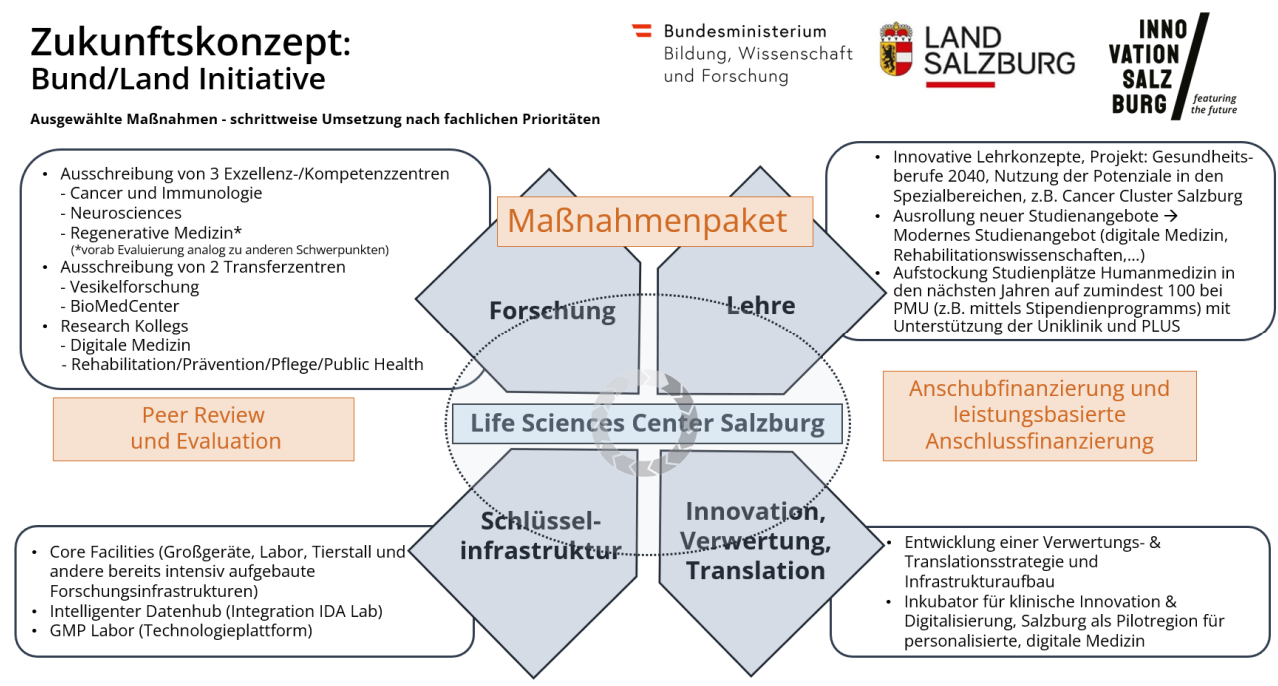 Zukunftskonzept:
Bund/Land Initiative
Ausgewählte Maßnahmen - schrittweise Umsetzung nach fachlichen Prioritäten
Bundesministerium
Bildung, Wissenschaft
und Forschung
LAND
SALZBURG
INNO
VATION
SALZ
BURG
featuring
the future
• Ausschreibung von 3 Exzellenz-/Kompetenzzentren
- Cancer und Immunologie
- Neurosciences
- Regenerative Medizin*
(*vorab Evaluierung analog zu anderen Schwerpunkten)
• Ausschreibung von 2 Transferzentren
- Vesikelforschung
- BioMedCenter
• Research Kollegs
- Digitale Medizin
- Rehabilitation/Prävention/Pflege/Public Health
Maßnahmenpaket
• Innovative Lehrkonzepte, Projekt: Gesundheits-
berufe 2040, Nutzung der Potenziale in den
Spezialbereichen, z.B. Cancer Cluster Salzburg
• Ausrollung neuer Studienangebote →
Modernes Studienangebot (digitale Medizin,
Rehabilitationswissenschaften,...)
• Aufstockung Studienplätze Humanmedizin in
den nächsten Jahren auf zumindest 100 bei
PMU (z.B. mittels Stipendienprogramms) mit
Unterstützung der Uniklinik und PLUS
Forschung
Lehre
Peer Review
und Evaluation
Life Sciences Center Salzburg
Anschubfinanzierung und
leistungsbasierte
Anschlussfinanzierung
Schlüssel-
infrastruktur
Innovation,
Verwertung,
Translation
• Core Facilities (Großgeräte, Labor, Tierstall und
andere bereits intensiv aufgebaute
Forschungsinfrastrukturen)
• Intelligenter Datenhub (Integration IDA Lab)
• GMP Labor (Technologieplattform)
• Entwicklung einer Verwertungs- &
Translationsstrategie und
Infrastrukturaufbau
• Inkubator für klinische Innovation &
Digitalisierung, Salzburg als Pilotregion für
personalisierte, digitale Medizin